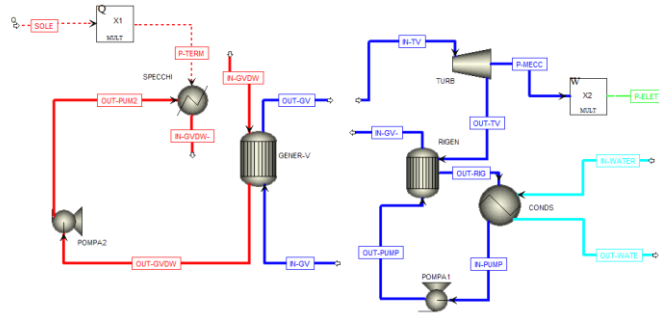 Q
SOLE
Q
X1
MULT
P-TERM
SPECCHI
IN-GVDW
OUT-GV
OUT-PUM2
IN-GVDW-
GENER-V
POMPA2
OUT-GVDW
IN-GV
IN-TV
TURB
P-MECC
W
X2
MULT
P-ELET
OUT-TV
IN-GV-
RIGEN
OUT-RIG
IN-WATER
CONDS
OUT-PUMP
IN-PUMP
OUT-WATE
POMPA1